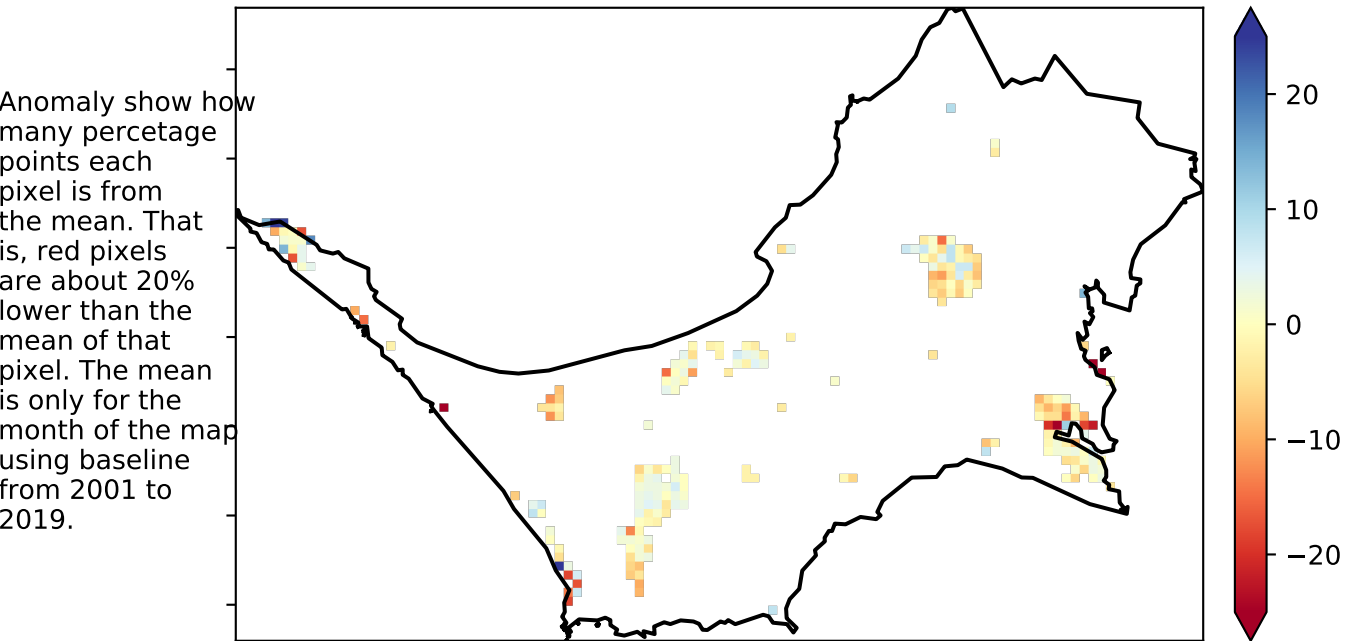 Anomaly show how
many percetage
points each
pixel is from
the mean. That
is, red pixels
are about 20%
lower than the
mean of that
pixel. The mean
is only for the
month of the map
using baseline
from 2001 to
2019.
20
10
0
−10
−20